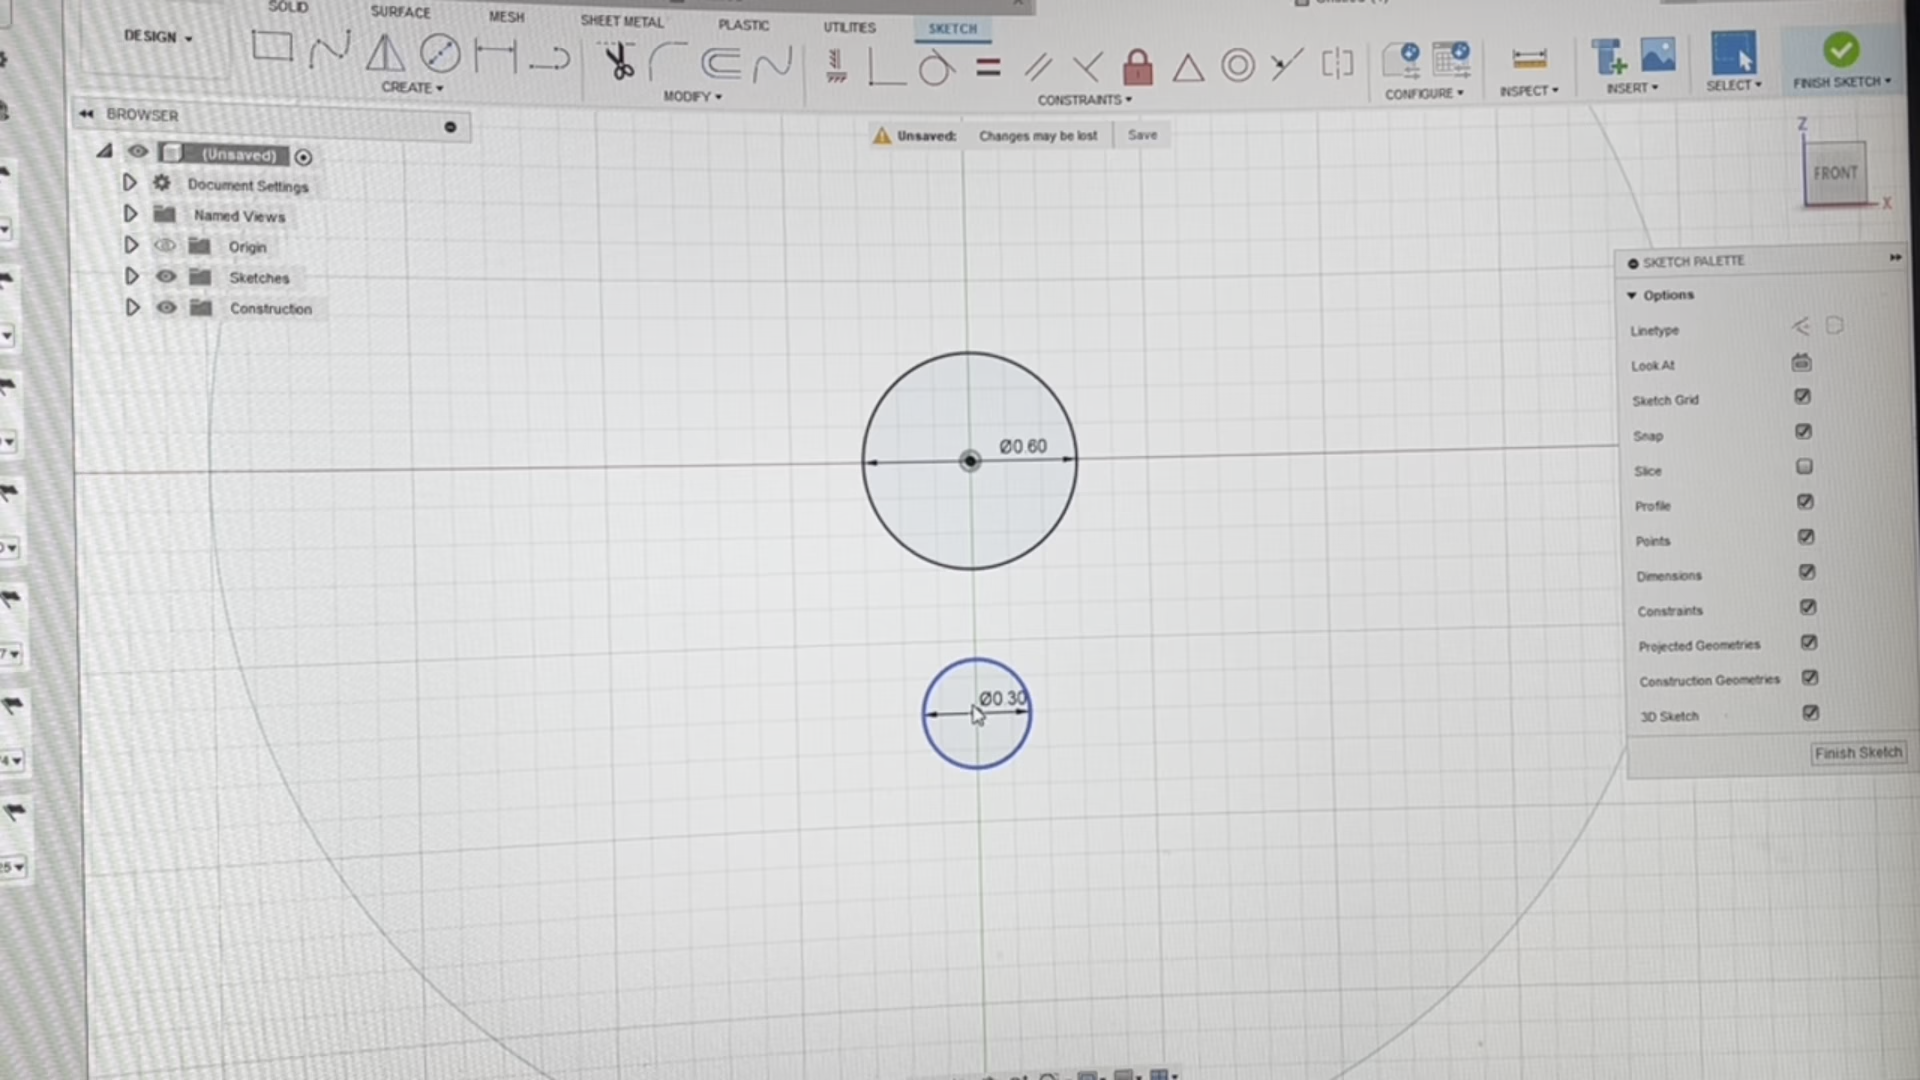 SOLID
SURFACE
MESH
SHEET METAL
PLASTIC
UTILITIES
SKETCH
DESIGN
CREATE
MODIFY
CONSTRAINTS
CONFIGURE
INSPECT
INSERT
SELECT
FINISH SKETCH
BROWSER
Unsaved: Changes may be lost Save
(Unsaved)
Document Settings
Named Views
Origin
Sketches
Construction
Z
FRONT
X
SKETCH PALETTE
Options
Linetype
Look At
Sketch Grid
Snap
Slice
Profile
Points
Dimensions
Constraints
Projected Geometries
Construction Geometries
3D Sketch
Finish Sketch
Ø0.60
Ø0.30